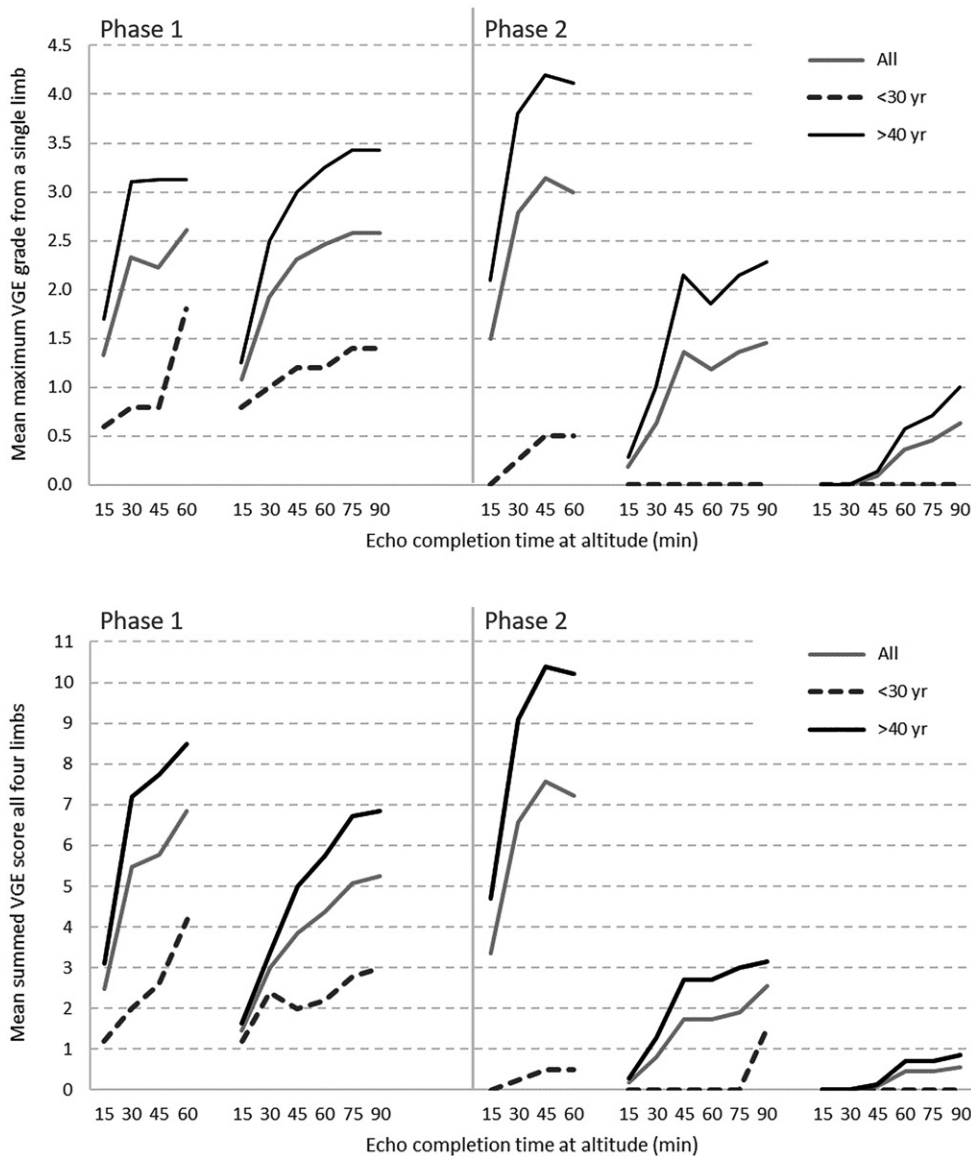 Phase 1
Phase 2
4.5
4.0
3.5
3.0
2.5
2.0
1.5
1.0
0.5
0.0
Mean maximum VGE grade from a single limb
All
<30 yr
>40 yr
15 30 45 60 15 30 45 60 75 90 15 30 45 60 15 30 45 60 75 90 15 30 45 60 75 90
Echo completion time at altitude (min)
Phase 1
Phase 2
11
10
9
8
7
6
5
4
3
2
1
0
Mean summed VGE score all four limbs
All
<30 yr
>40 yr
15 30 45 60 15 30 45 60 75 90 15 30 45 60 15 30 45 60 75 90 15 30 45 60 75 90
Echo completion time at altitude (min)